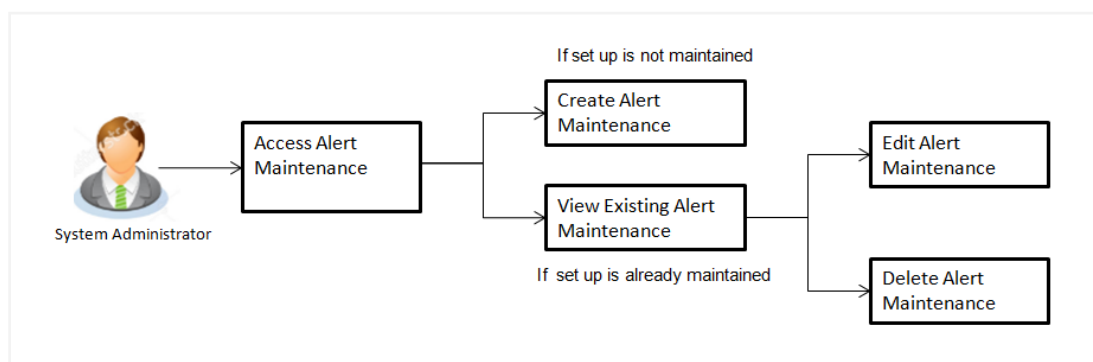 If set up is not maintained
Create Alert
Maintenance
Access Alert
Maintenance
Edit Alert
Maintenance
View Existing Alert
Maintenance
System Administrator
If set up is already maintained
Delete Alert
Maintenance